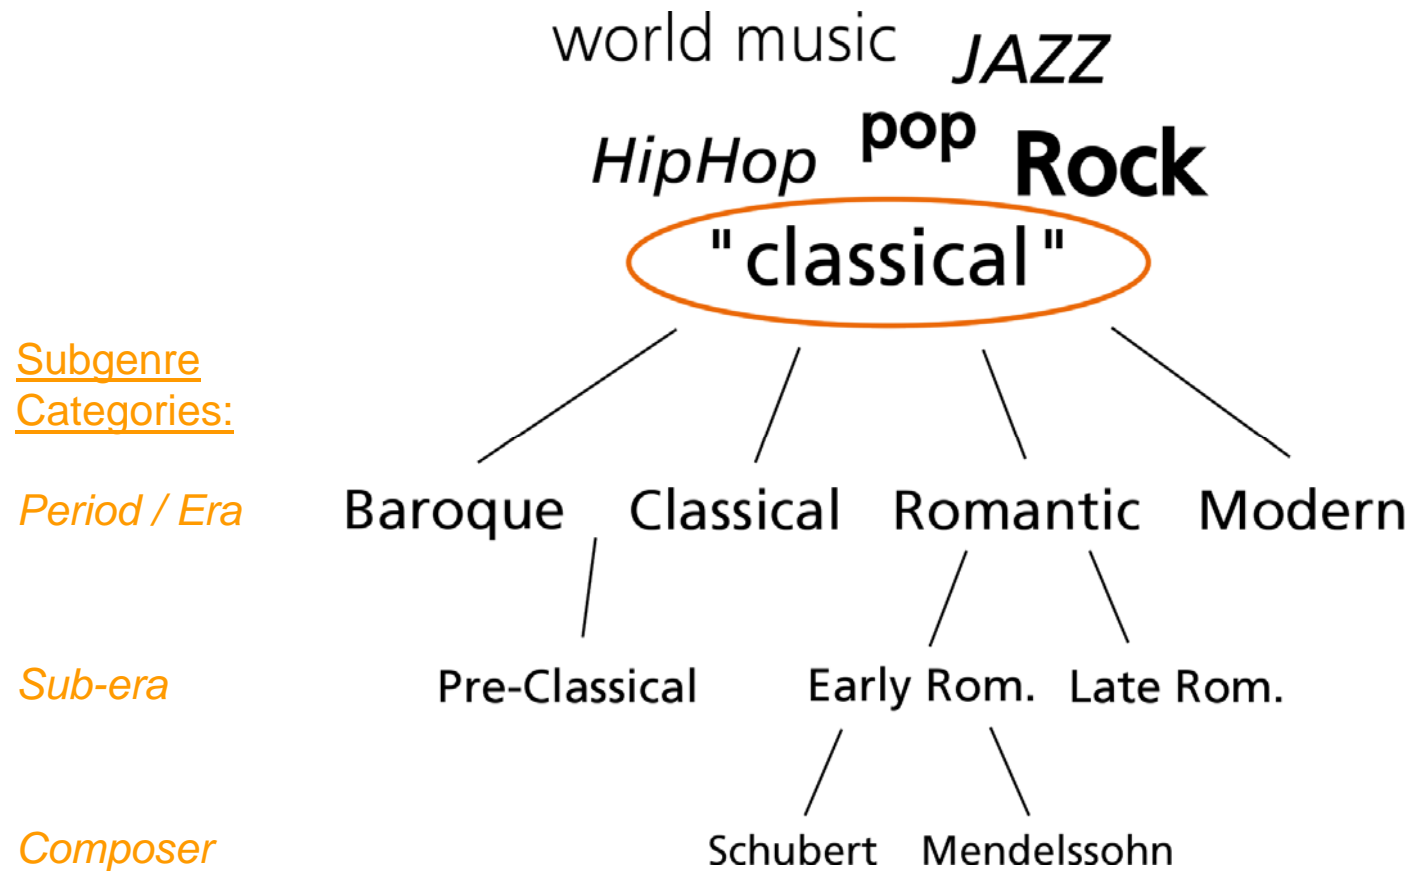 world music
JAZZ
pop
HipHop
Rock
"classical"
Subgenre
Categories:
Period / Era
Baroque
Classical
Romantic
Modern
Sub-era
Pre-Classical
Early Rom.
Late Rom.
Composer
Schubert
Mendelssohn